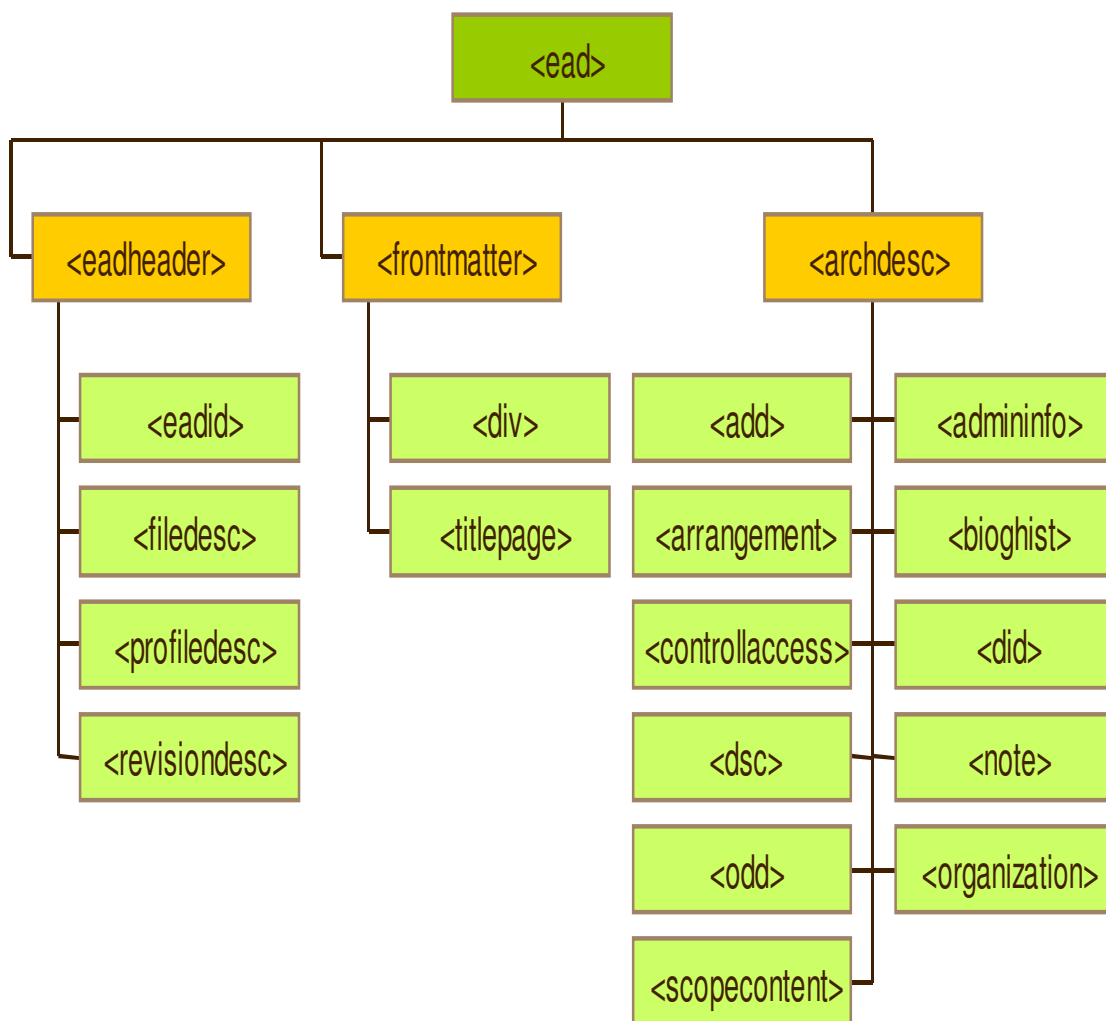 <ead>
<eadheader>
<frontmatter>
<archdesc>
<eadid>
<div>
<add>
<admininfo>
<filedesc>
<titlepage>
<arrangement>
<bioghist>
<profiledesc>
<controllaccess>
<did>
<revisiondesc>
<dsc>
<note>
<odd>
<organization>
<scopecontent>